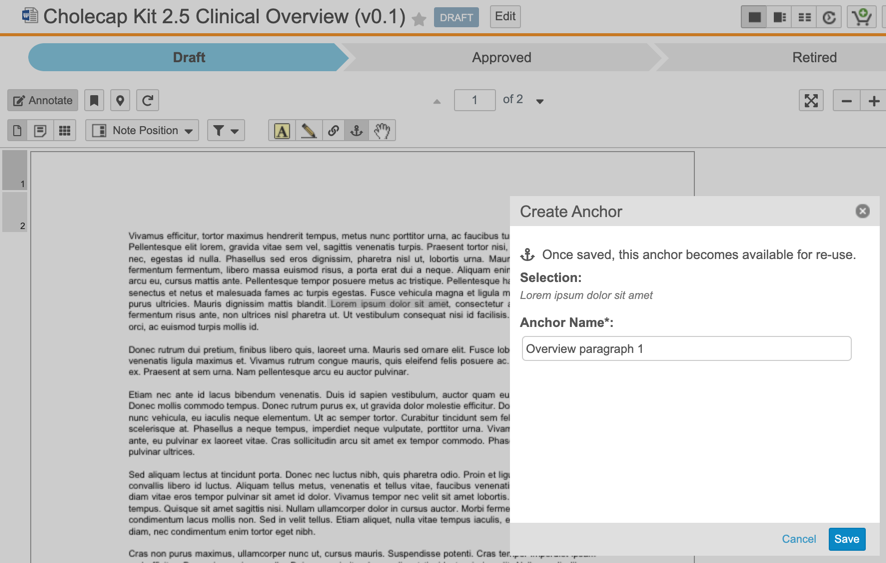 Cholecap Kit 2.5 Clinical Overview (v0.1) DRAFT Edit
Draft Approved Retired
Annotate 1 of 2
Note Position A
1
2
Vivamus efficitur, tortor maximus hendrerit tempus, metus nunc porttitor urna, ac faucibus
Pellentesque elit lorem, gravida vitae sem vel, sagittis venenatis turpis. Praesent tortor nisi,
nec, egestas id nulla. Phasellus sed eros dignissim, pharetra nisl ut, lobortis urna.
fermentum fermentum, libero massa euismod risus, a porta erat dui a neque. Aliquam
arcu eu, cursus mattis ante. Pellentesque tempor posuere metus ac tristique. Pellentesque
senectus et netus et malesuada fames ac turpis egestas. Fusce vehicula magna et ligula
purus ultricies. Mauris dignissim mattis blandit. Lorem ipsum dolor sit amet, consectetur
fermentum risus ante, non ultrices nisl pharetra ut. Ut vestibulum consequat nisi id facilisis.
orci, ac euismod turpis mollis id.
Donec rutrum dui pretium, finibus libero quis, laoreet urna. Mauris sed ornare elit. Fusce
venenatis ligula maximus et. Vivamus rutrum congue mauris, quis eleifend felis posuere ac.
ex. Praesent at sem urna. Nam pellentesque arcu eu auctor pulvinar.
Etiam nec ante id lacus bibendum venenatis. Duis id sapien vestibulum, auctor quam
Donec mollis commodo tempus. Donec rutrum purus ex, ut gravida dolor molestie efficitur.
nunc vehicula, eu iaculis neque elementum. Ut ac semper tortor. Curabitur tincidunt sem
scelerisque at. Phasellus a neque tempus, imperdiet neque vulputate, porttitor urna.
ante, eu pulvinar ex laoreet vitae. Cras sollicitudin arcu sit amet ex tempor commodo.
pulvinar ultrices.
Sed aliquam lectus at tincidunt porta. Donec nec luctus nibh, quis pharetra odio. Proin et
convallis libero id luctus. Aliquam tellus metus, venenatis et tellus vitae, faucibus
diam vitae eros tempor pulvinar sit amet id dolor. Vivamus tempor nec velit sit amet lobortis.
tempus. Quisque sit amet sagittis nisi. Nullam ullamcorper dolor in cursus auctor. Morbi
condimentum lacus mollis non. Sed in velit tellus. Etiam aliquet, nulla vitae tempus iaculis,
diam, nec condimentum enim tortor eget nibh.
Cras non purus maximus, ullamcorper nunc ut, cursus mauris. Suspendisse potenti. Cras
Create Anchor
Once saved, this anchor becomes available for re-use.
Selection:
Lorem ipsum dolor sit amet
Anchor Name*:
Overview paragraph 1
Cancel Save